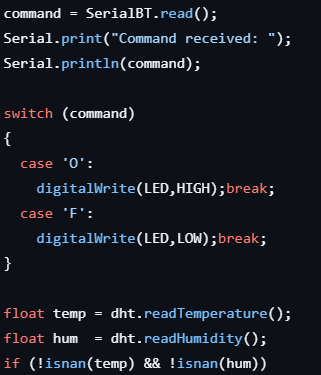 command = SerialBT.read();
Serial.print("Command received: ");
Serial.println(command);

switch (command)
{
  case 'O':
    digitalWrite(LED,HIGH);break;
  case 'F':
    digitalWrite(LED,LOW);break;
}

float temp = dht.readTemperature();
float hum  = dht.readHumidity();
if (!isnan(temp) && !isnan(hum))